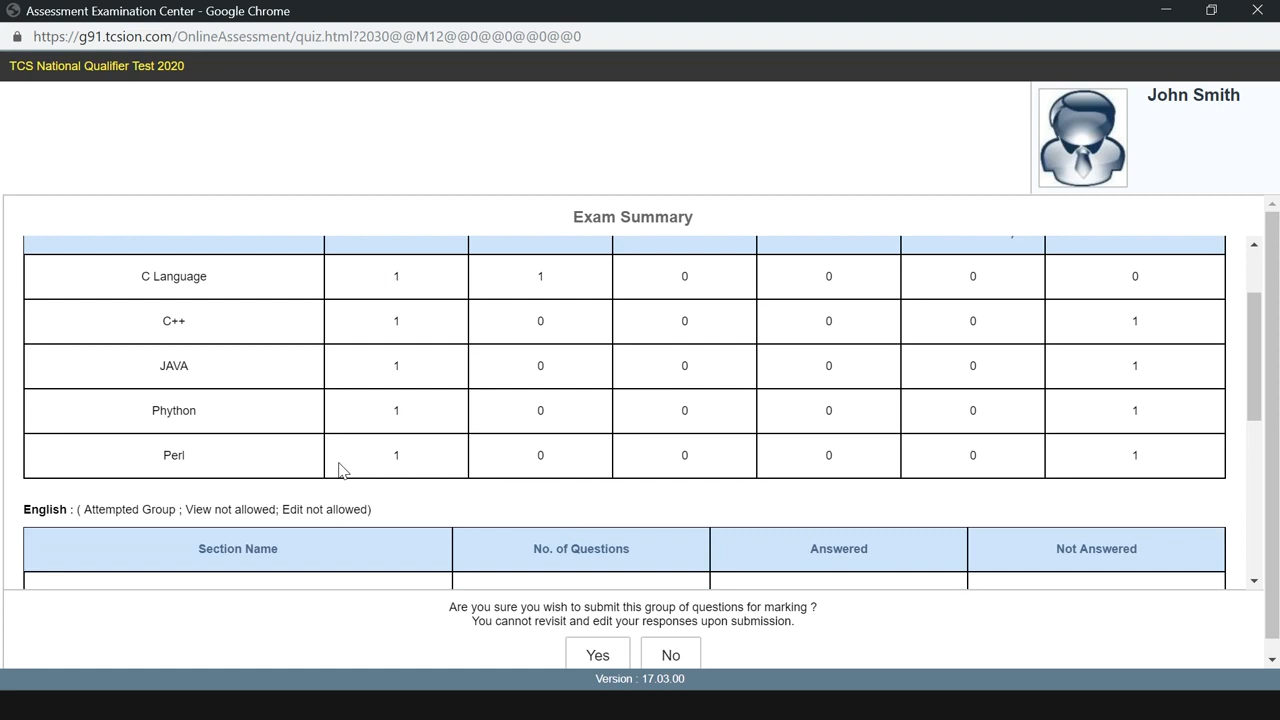 Assessment Examination Center - Google Chrome
https://g91.tcsion.com/OnlineAssessment/quiz.html?2030@@M12@@0@@0@@0@@0
TCS National Qualifier Test 2020
John Smith
Exam Summary
C Language 1 1 0 0 0 0
C++ 1 0 0 0 0 1
JAVA 1 0 0 0 0 1
Phython 1 0 0 0 0 1
Perl 1 0 0 0 0 1
English : ( Attempted Group ; View not allowed; Edit not allowed)
Section Name No. of Questions Answered Not Answered
Are you sure you wish to submit this group of questions for marking ?
You cannot revisit and edit your responses upon submission.
Yes No
Version : 17.03.00